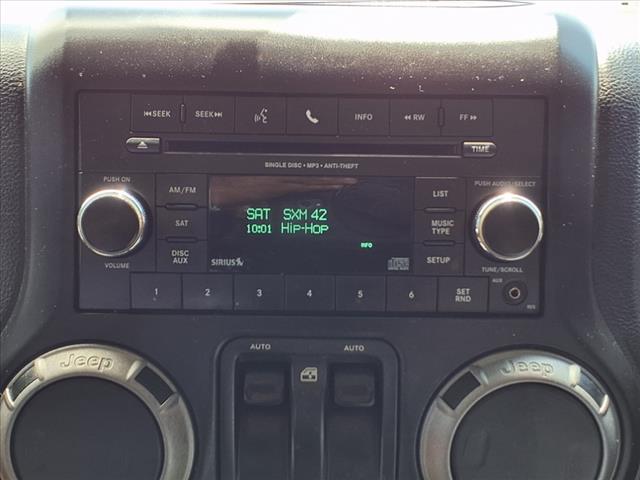 SEEK SEEK INFO RW FF
TIME
SINGLE DISC • MP3 • ANTI-THEFT
PUSH ON AM/FM LIST PUSH AUDIO/SELECT
SAT SXM 42
SAT MUSIC TYPE
10:01 HIP-HOP
INFO
DISC AUX SETUP
VOLUME SIRIUS TUNE/SCROLL
1 2 3 4 5 6 SET RND AUX
AUTO AUTO
Jeep Jeep